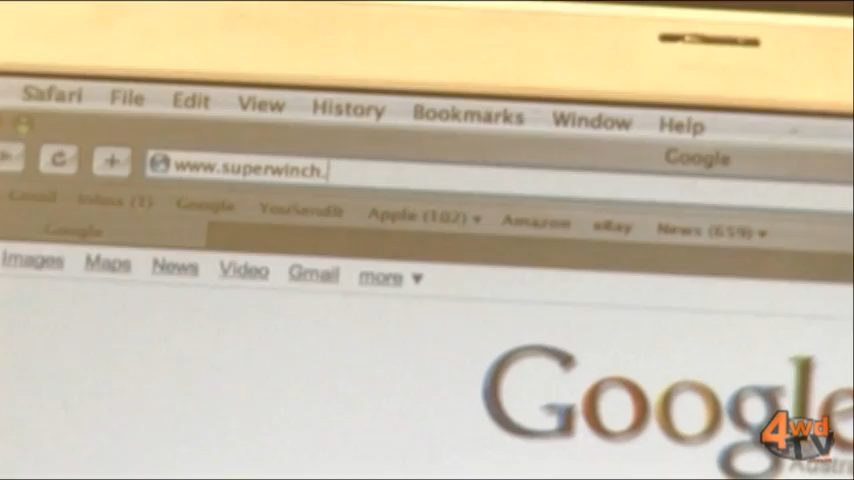 Safari File Edit View History Bookmarks Window Help
Google
www.superwinch.
Gmail Inbox (1) Google YouSendIt Apple (102) ▾ Amazon eBay News (659) ▾
Google
Images Maps News Video Gmail more ▼
Google
4wd
TV